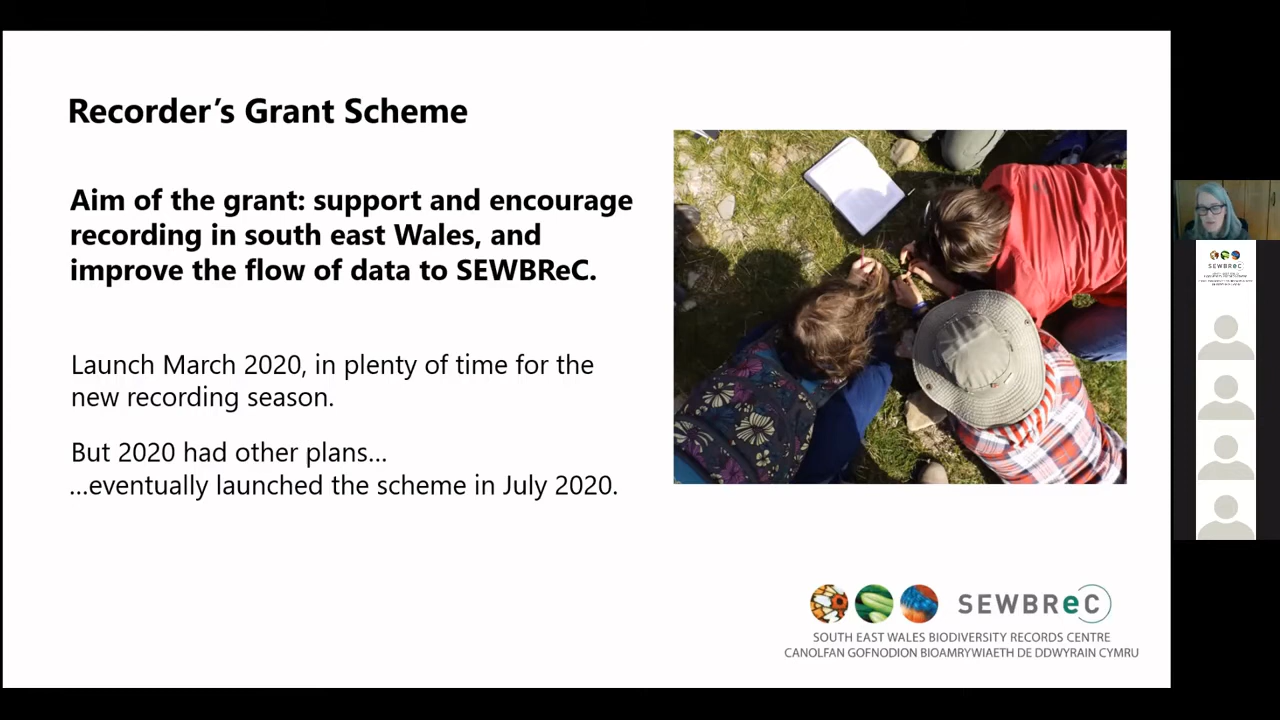 Recorder’s Grant Scheme
Aim of the grant: support and encourage
recording in south east Wales, and
improve the flow of data to SEWBReC.
Launch March 2020, in plenty of time for the
new recording season.
But 2020 had other plans…
…eventually launched the scheme in July 2020.
SEWBReC
SOUTH EAST WALES BIODIVERSITY RECORDS CENTRE
CANOLFAN GOFNODION BIOAMRYWIAETH DE DDWYRAIN CYMRU
SEWBReC